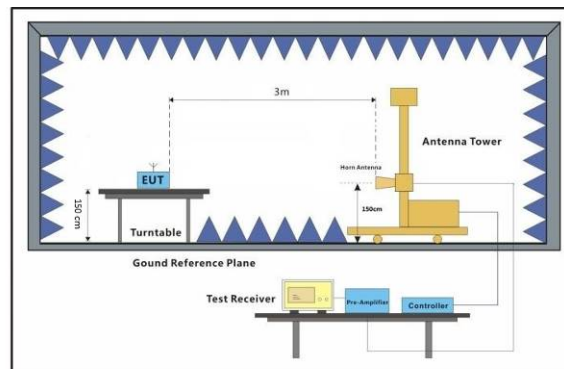 3m
Antenna Tower
Horn Antenna
EUT
150 cm
150cm
Turntable
Gound Reference Plane
Test Receiver
Pre-Amplifier
Controller